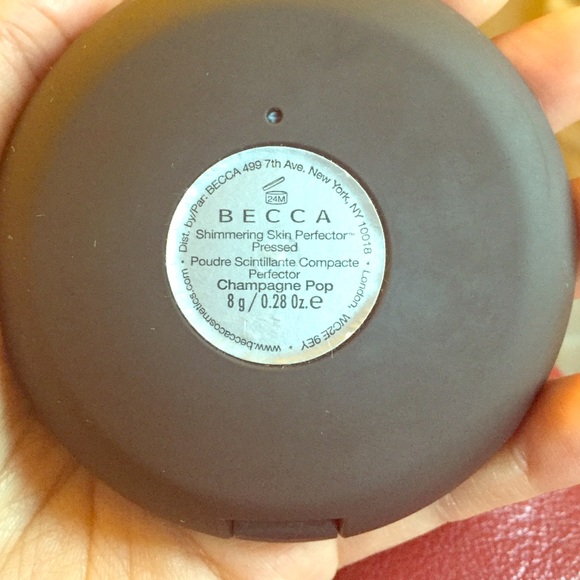 Dist. by/Par: BECCA 499 7th Ave, New York, NY 10018 • London, WC2E 9EY • www.beccacosmetics.com •
24M
BECCA
Shimmering Skin Perfector™
Pressed
Poudre Scintillante Compacte
Perfector
Champagne Pop
8 g/0.28 Oz.e